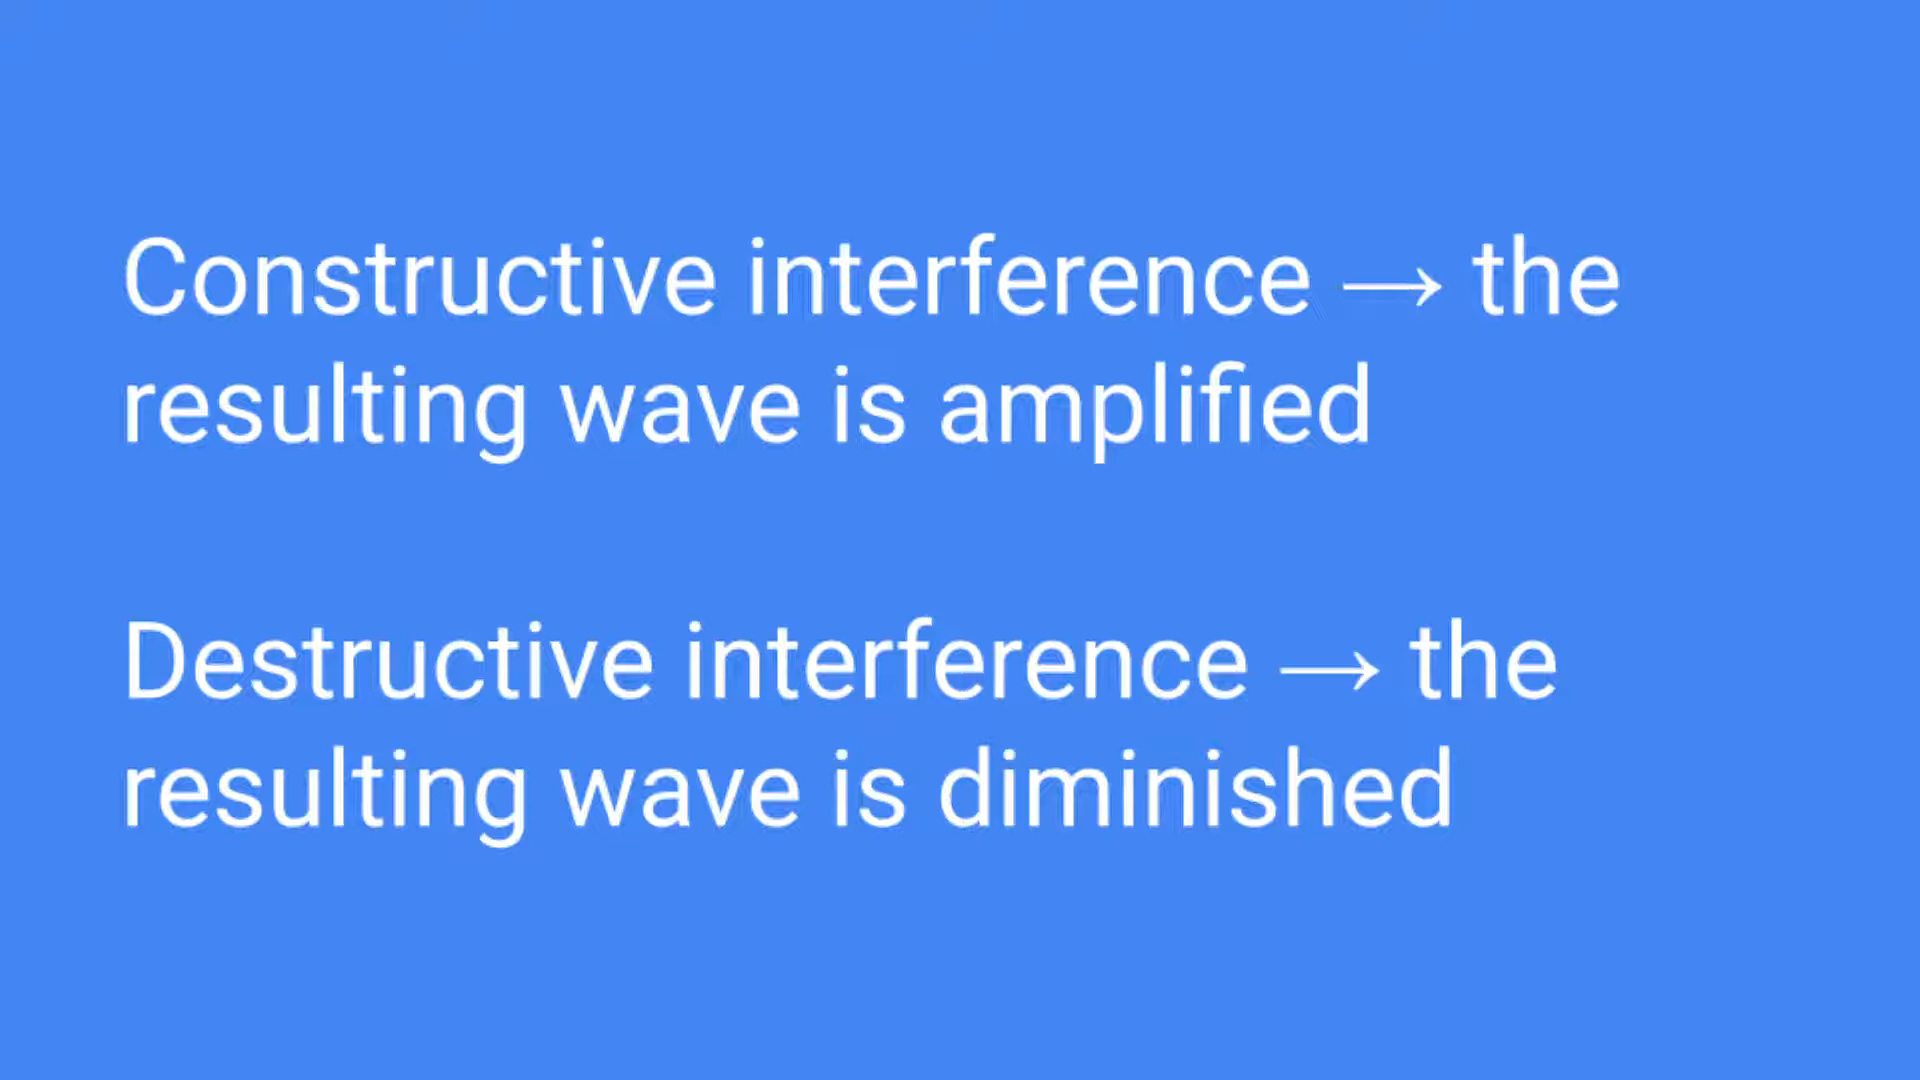 Constructive interference → the
resulting wave is amplified
Destructive interference → the
resulting wave is diminished